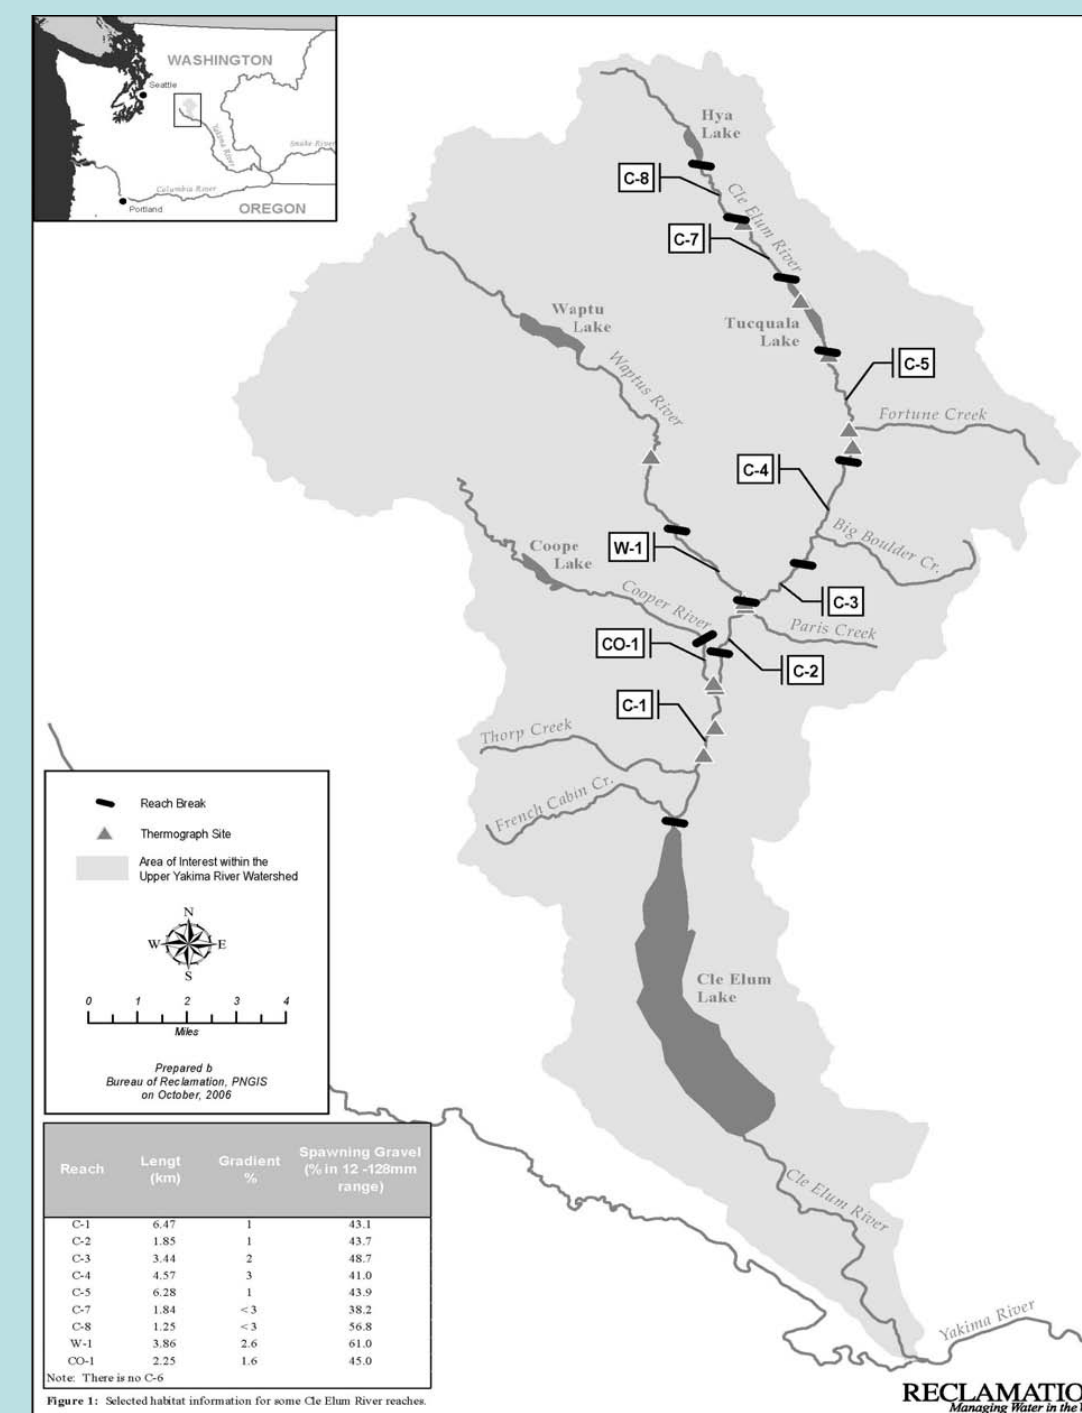 WASHINGTON
Seattle
Yakima River
Snake River
Columbia River
Portland
OREGON
Hya
Lake
C-8
Cle Elum River
C-7
Waptu
Lake
Tucquala
Lake
Waptus River
C-5
Fortune Creek
C-4
Big Boulder Cr.
W-1
Coope
Lake
Cooper River
C-3
Paris Creek
CO-1
C-2
C-1
Thorp Creek
French Cabin Cr.
Reach Break
Thermograph Site
Area of Interest within the
Upper Yakima River Watershed
N
W E
S
0 1 2 3 4
Miles
Prepared b
Bureau of Reclamation, PNGIS
on October, 2006
Cle Elum
Lake
Cle Elum River
Yakima River
Reach Lengt (km) Gradient % Spawning Gravel (% in 12 -128mm range)
C-1 6.47 1 43.1
C-2 1.85 1 43.7
C-3 3.44 2 48.7
C-4 4.57 3 41.0
C-5 6.28 1 43.9
C-7 1.84 <3 38.2
C-8 1.25 <3 56.8
W-1 3.86 2.6 61.0
CO-1 2.25 1.6 45.0
Note: There is no C-6
Figure 1: Selected habitat information for some Cle Elum River reaches.
RECLAMATIO
Managing Water in the